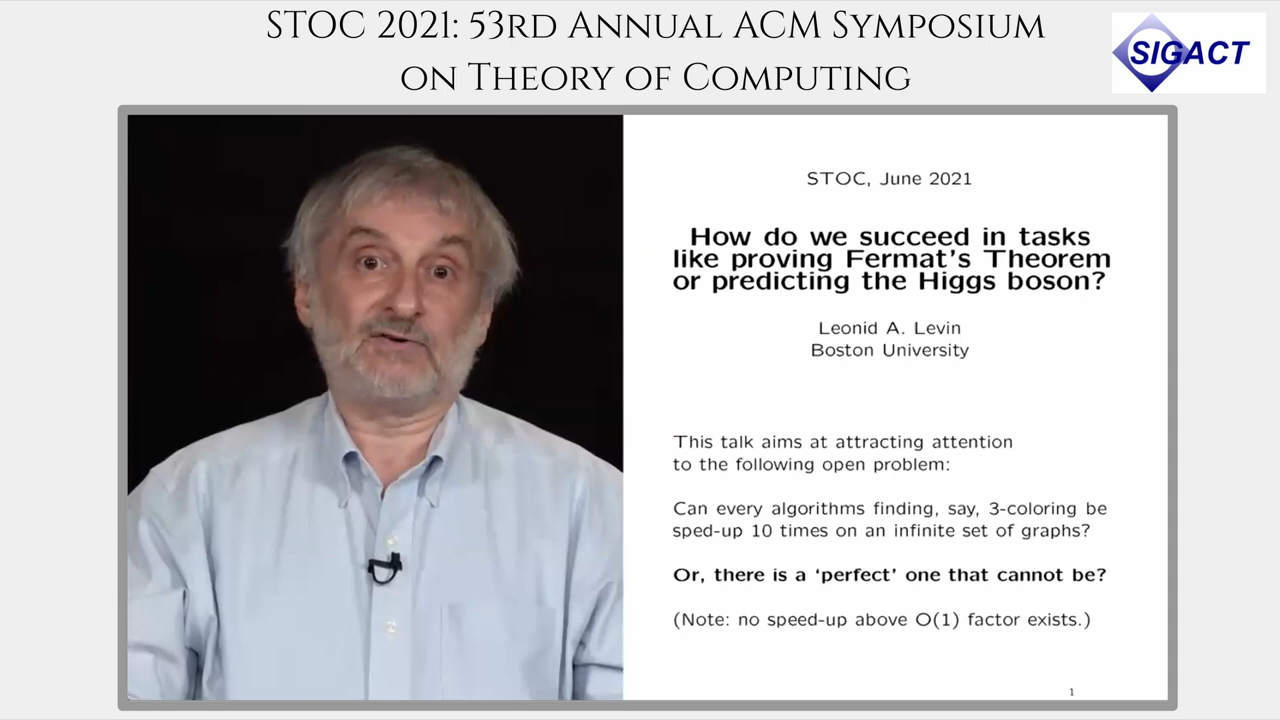 STOC 2021: 53RD ANNUAL ACM SYMPOSIUM
ON THEORY OF COMPUTING
SIGACT
STOC, June 2021
How do we succeed in tasks
like proving Fermat's Theorem
or predicting the Higgs boson?
Leonid A. Levin
Boston University
This talk aims at attracting attention
to the following open problem:
Can every algorithms finding, say, 3-coloring be
sped-up 10 times on an infinite set of graphs?
Or, there is a ‘perfect’ one that cannot be?
(Note: no speed-up above O(1) factor exists.)
1